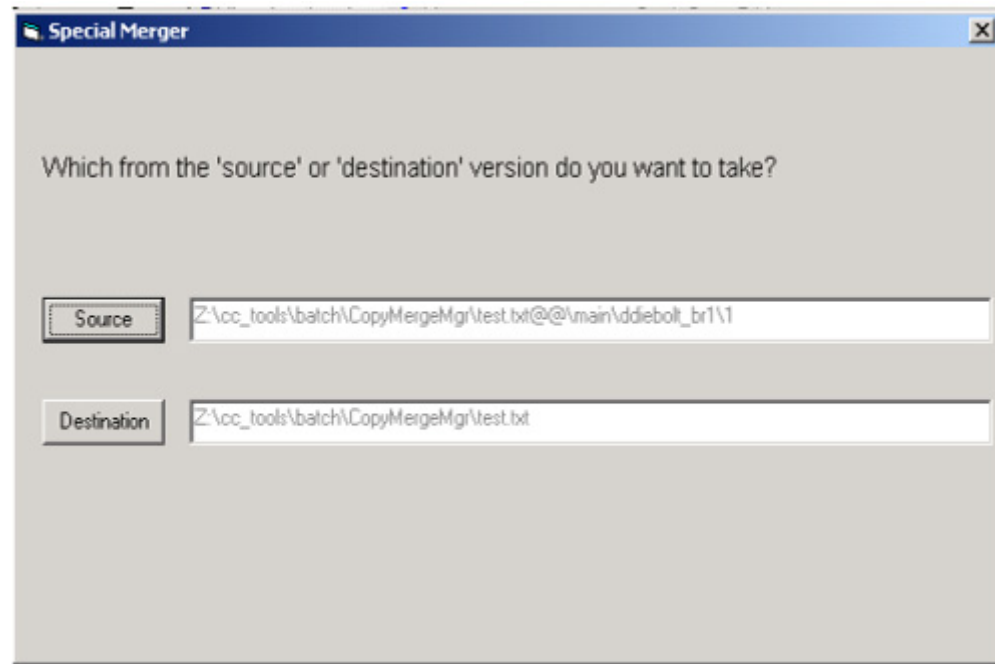 Special Merger
Which from the 'source' or 'destination' version do you want to take?
Source
Z:\cc_tools\batch\CopyMergeMgr\test.txt@@\main\ddiebolt_br1\1
Destination
Z:\cc_tools\batch\CopyMergeMgr\test.txt